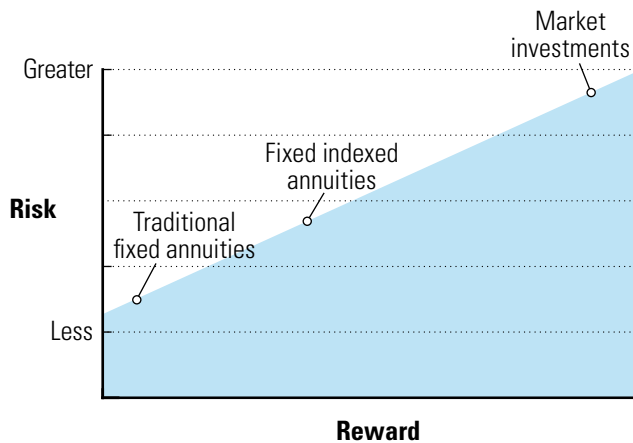 Market
investments
Greater
Fixed indexed
annuities
Risk
Traditional
fixed annuities
Less
Reward